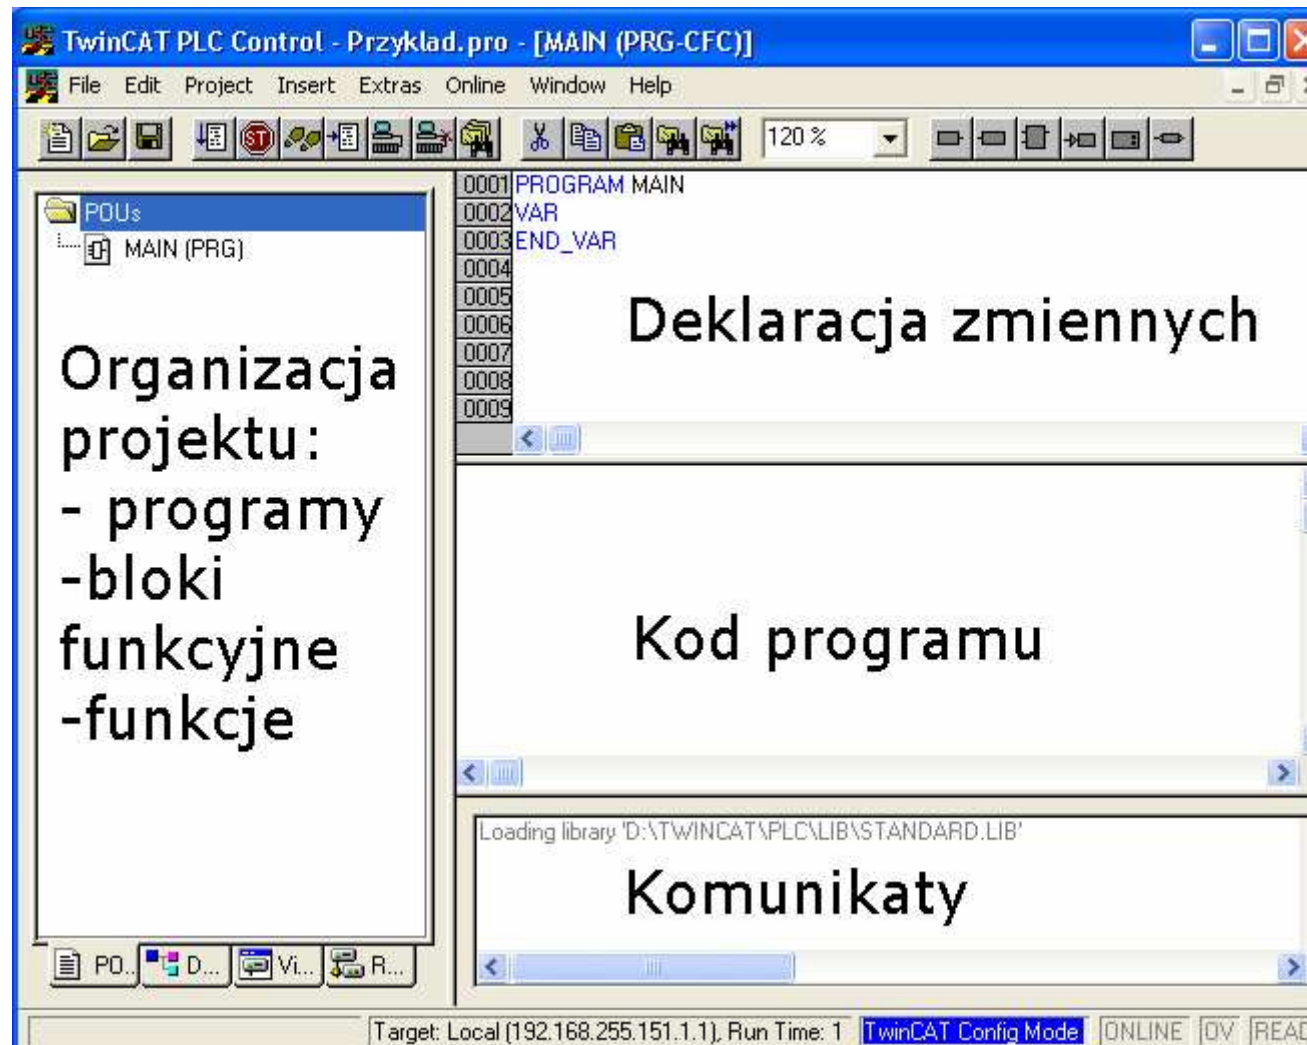 TwinCAT PLC Control - Przyklad.pro - [MAIN (PRG-CFC)]
File Edit Project Insert Extras Online Window Help
ST
120 %
POUs
MAIN (PRG)
Organizacja
projektu:
- programy
-bloki
funkcyjne
-funkcje
PO.. D... Vi... R...
0001 PROGRAM MAIN
0002 VAR
0003 END_VAR
0004
0005
0006
0007
0008
0009
Deklaracja zmiennych
Kod programu
Loading library 'D:\TWINCAT\PLC\LIB\STANDARD.LIB'
Komunikaty
Target: Local (192.168.255.151.1.1), Run Time: 1 TwinCAT Config Mode ONLINE OV READ